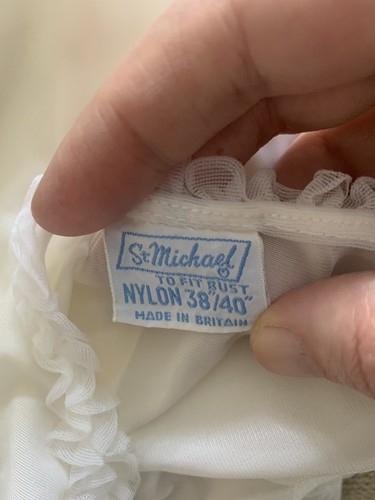 St Michael
TO FIT BUST
NYLON 38"/40"
MADE IN BRITAIN